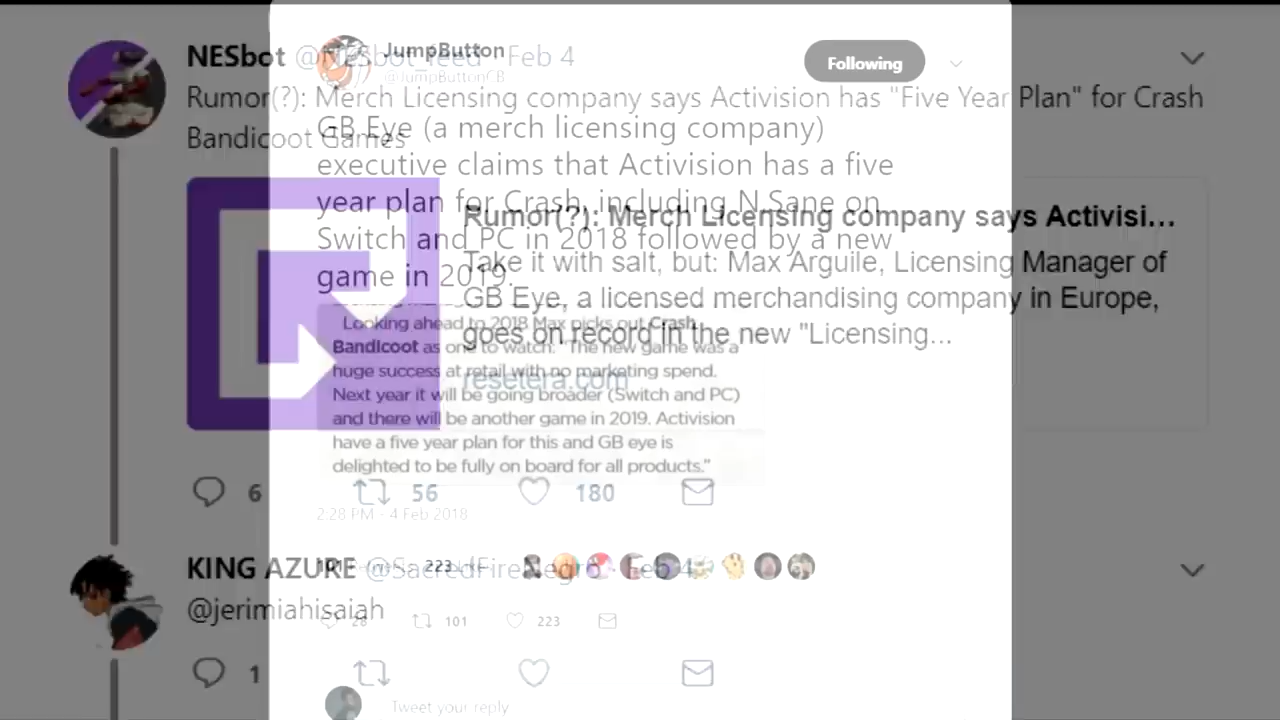 NESbot @NESbot_feed · Feb 4
Rumor(?): Merch Licensing company says Activision has "Five Year Plan" for Crash
Bandicoot Games
Rumor(?): Merch Licensing company says Activisi...
Take it with salt, but: Max Arguile, Licensing Manager of
GB Eye, a licensed merchandising company in Europe,
goes on record in the new "Licensing...
resetera.com
6 56 180
KING AZURE @SacredFireNegro · Feb 4
@jerimiahisaiah
1
JumpButton
@JumpButtonCB
Following
GB Eye (a merch licensing company)
executive claims that Activision has a five
year plan for Crash, including N Sane on
Switch and PC in 2018 followed by a new
game in 2019.
Looking ahead to 2018 Max picks out Crash
Bandicoot as one to watch: "The new game was a
huge success at retail with no marketing spend.
Next year it will be going broader (Switch and PC)
and there will be another game in 2019. Activision
have a five year plan for this and GB eye is
delighted to be fully on board for all products."
2:28 PM - 4 Feb 2018
101 223
28 101 223
Tweet your reply